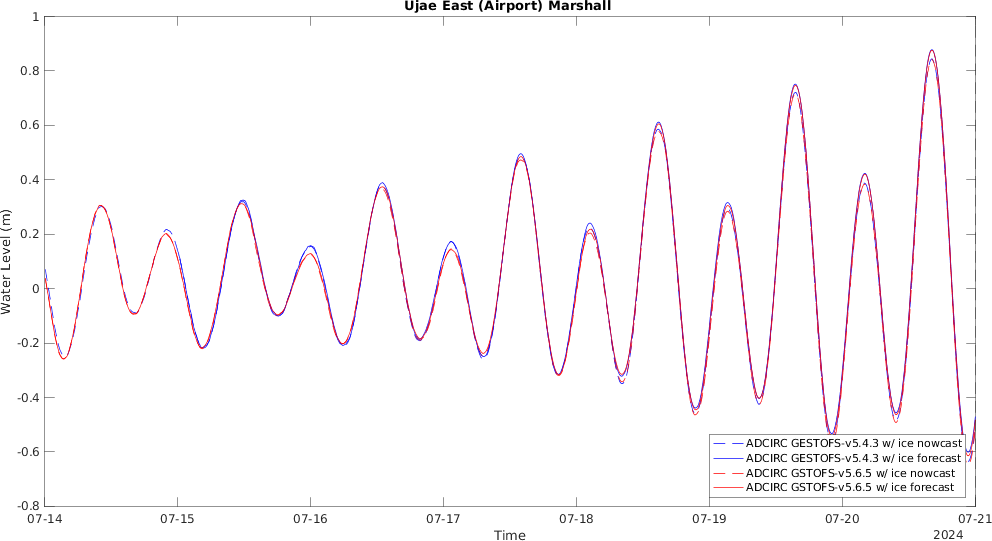 Ujae East (Airport) Marshall
Water Level (m)
1
0.8
0.6
0.4
0.2
0
-0.2
-0.4
-0.6
-0.8
ADCIRC GESTOFS-v5.4.3 w/ ice nowcast
ADCIRC GESTOFS-v5.4.3 w/ ice forecast
ADCIRC GSTOFS-v5.6.5 w/ ice nowcast
ADCIRC GSTOFS-v5.6.5 w/ ice forecast
07-14 07-15 07-16 07-17 07-18 07-19 07-20 07-21
Time
2024